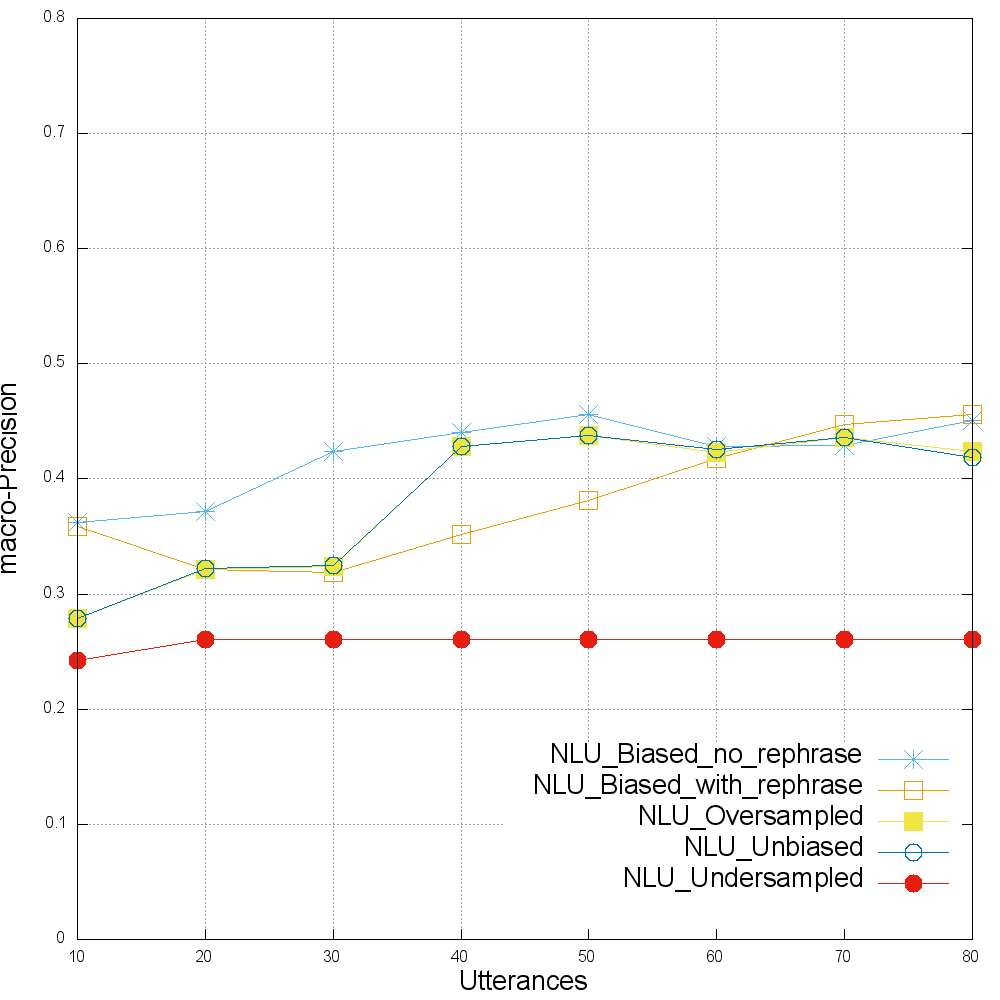 0.8
0.7
0.6
0.5
0.4
0.3
0.2
0.1
0
macro-Precision
NLU_Biased_no_rephrase
NLU_Biased_with_rephrase
NLU_Oversampled
NLU_Unbiased
NLU_Undersampled
10 20 30 40 50 60 70 80
Utterances